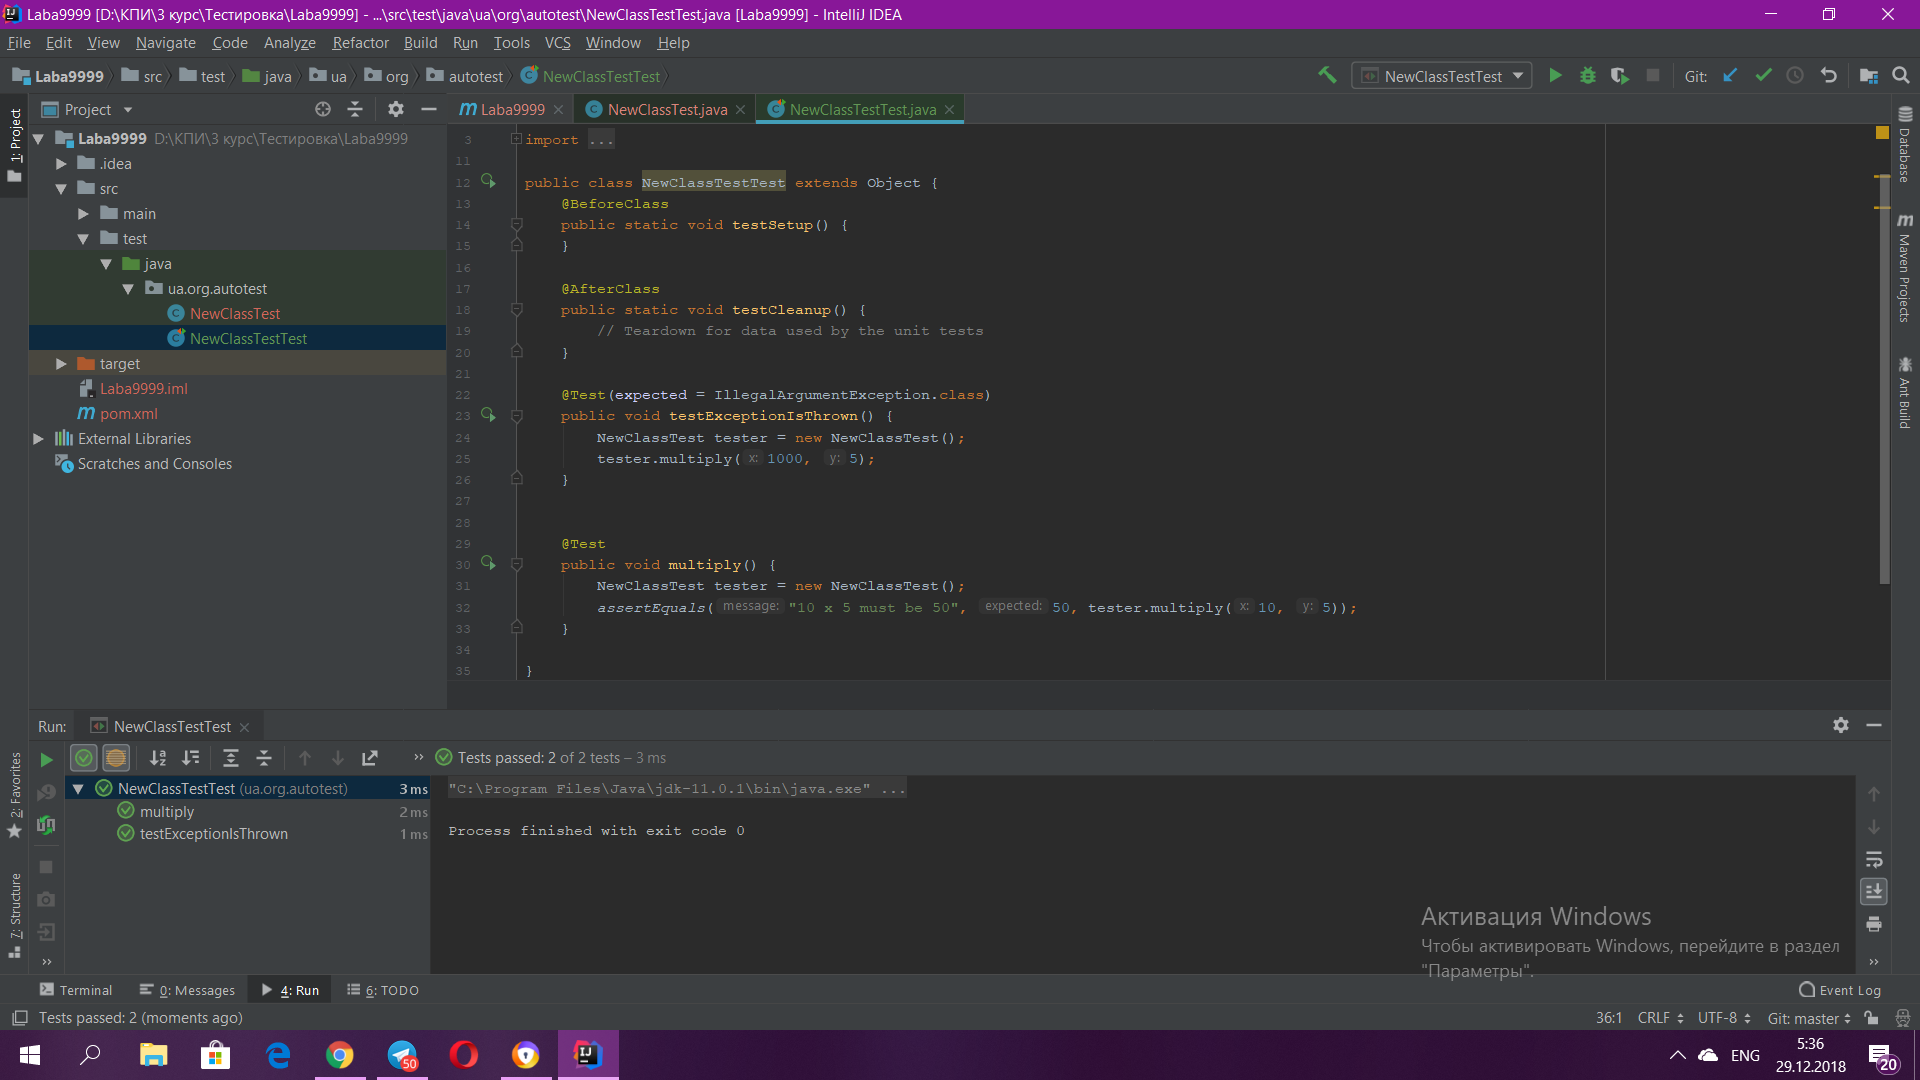 Laba9999 [D:\КПИ\3 курс\Тестировка\Laba9999] - ...\src\test\java\ua\org\autotest\NewClassTestTest.java [Laba9999] - IntelliJ IDEA
File Edit View Navigate Code Analyze Refactor Build Run Tools VCS Window Help
Laba9999 src test java ua org autotest NewClassTestTest NewClassTestTest Git:
1: Project
Project
Laba9999 NewClassTest.java NewClassTestTest.java
Laba9999 D:\КПИ\3 курс\Тестировка\Laba9999
.idea
src
main
test
java
ua.org.autotest
NewClassTest
NewClassTestTest
target
Laba9999.iml
pom.xml
External Libraries
Scratches and Consoles
3 import ...
11
12 public class NewClassTestTest extends Object {
13 @BeforeClass
14 public static void testSetup() {
15 }
16
17 @AfterClass
18 public static void testCleanup() {
19 // Teardown for data used by the unit tests
20 }
21
22 @Test(expected = IllegalArgumentException.class)
23 public void testExceptionIsThrown() {
24 NewClassTest tester = new NewClassTest();
25 tester.multiply( x: 1000, y: 5);
26 }
27
28
29 @Test
30 public void multiply() {
31 NewClassTest tester = new NewClassTest();
32 assertEquals( message: "10 x 5 must be 50", expected: 50, tester.multiply( x: 10, y: 5));
33 }
34
35 }
Database
Maven Projects
Ant Build
Run: NewClassTestTest
2: Favorites
7: Structure
Tests passed: 2 of 2 tests – 3 ms
NewClassTestTest (ua.org.autotest) 3 ms
multiply 2 ms
testExceptionIsThrown 1 ms
"C:\Program Files\Java\jdk-11.0.1\bin\java.exe" ...
Process finished with exit code 0
Активация Windows
Чтобы активировать Windows, перейдите в раздел
"Параметры".
Terminal 0: Messages 4: Run 6: TODO Event Log
Tests passed: 2 (moments ago) 36:1 CRLF UTF-8 Git: master
50 ENG 5:36
29.12.2018 20